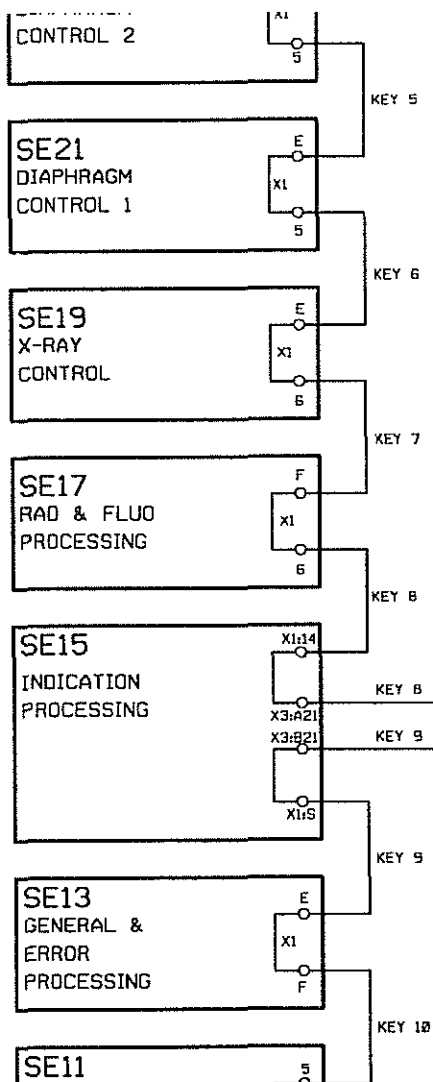 CONTROL 2
X1
5
KEY 5
SE21
DIAPHRAGM
CONTROL 1
E
X1
5
KEY 6
SE19
X-RAY
CONTROL
E
X1
6
KEY 7
SE17
RAD & FLUO
PROCESSING
F
X1
6
KEY 8
SE15
INDICATION
PROCESSING
X1:14
X3:A21
KEY 8
X3:B21
KEY 9
X1:S
KEY 9
SE13
GENERAL &
ERROR
PROCESSING
E
X1
F
KEY 10
SE11
5